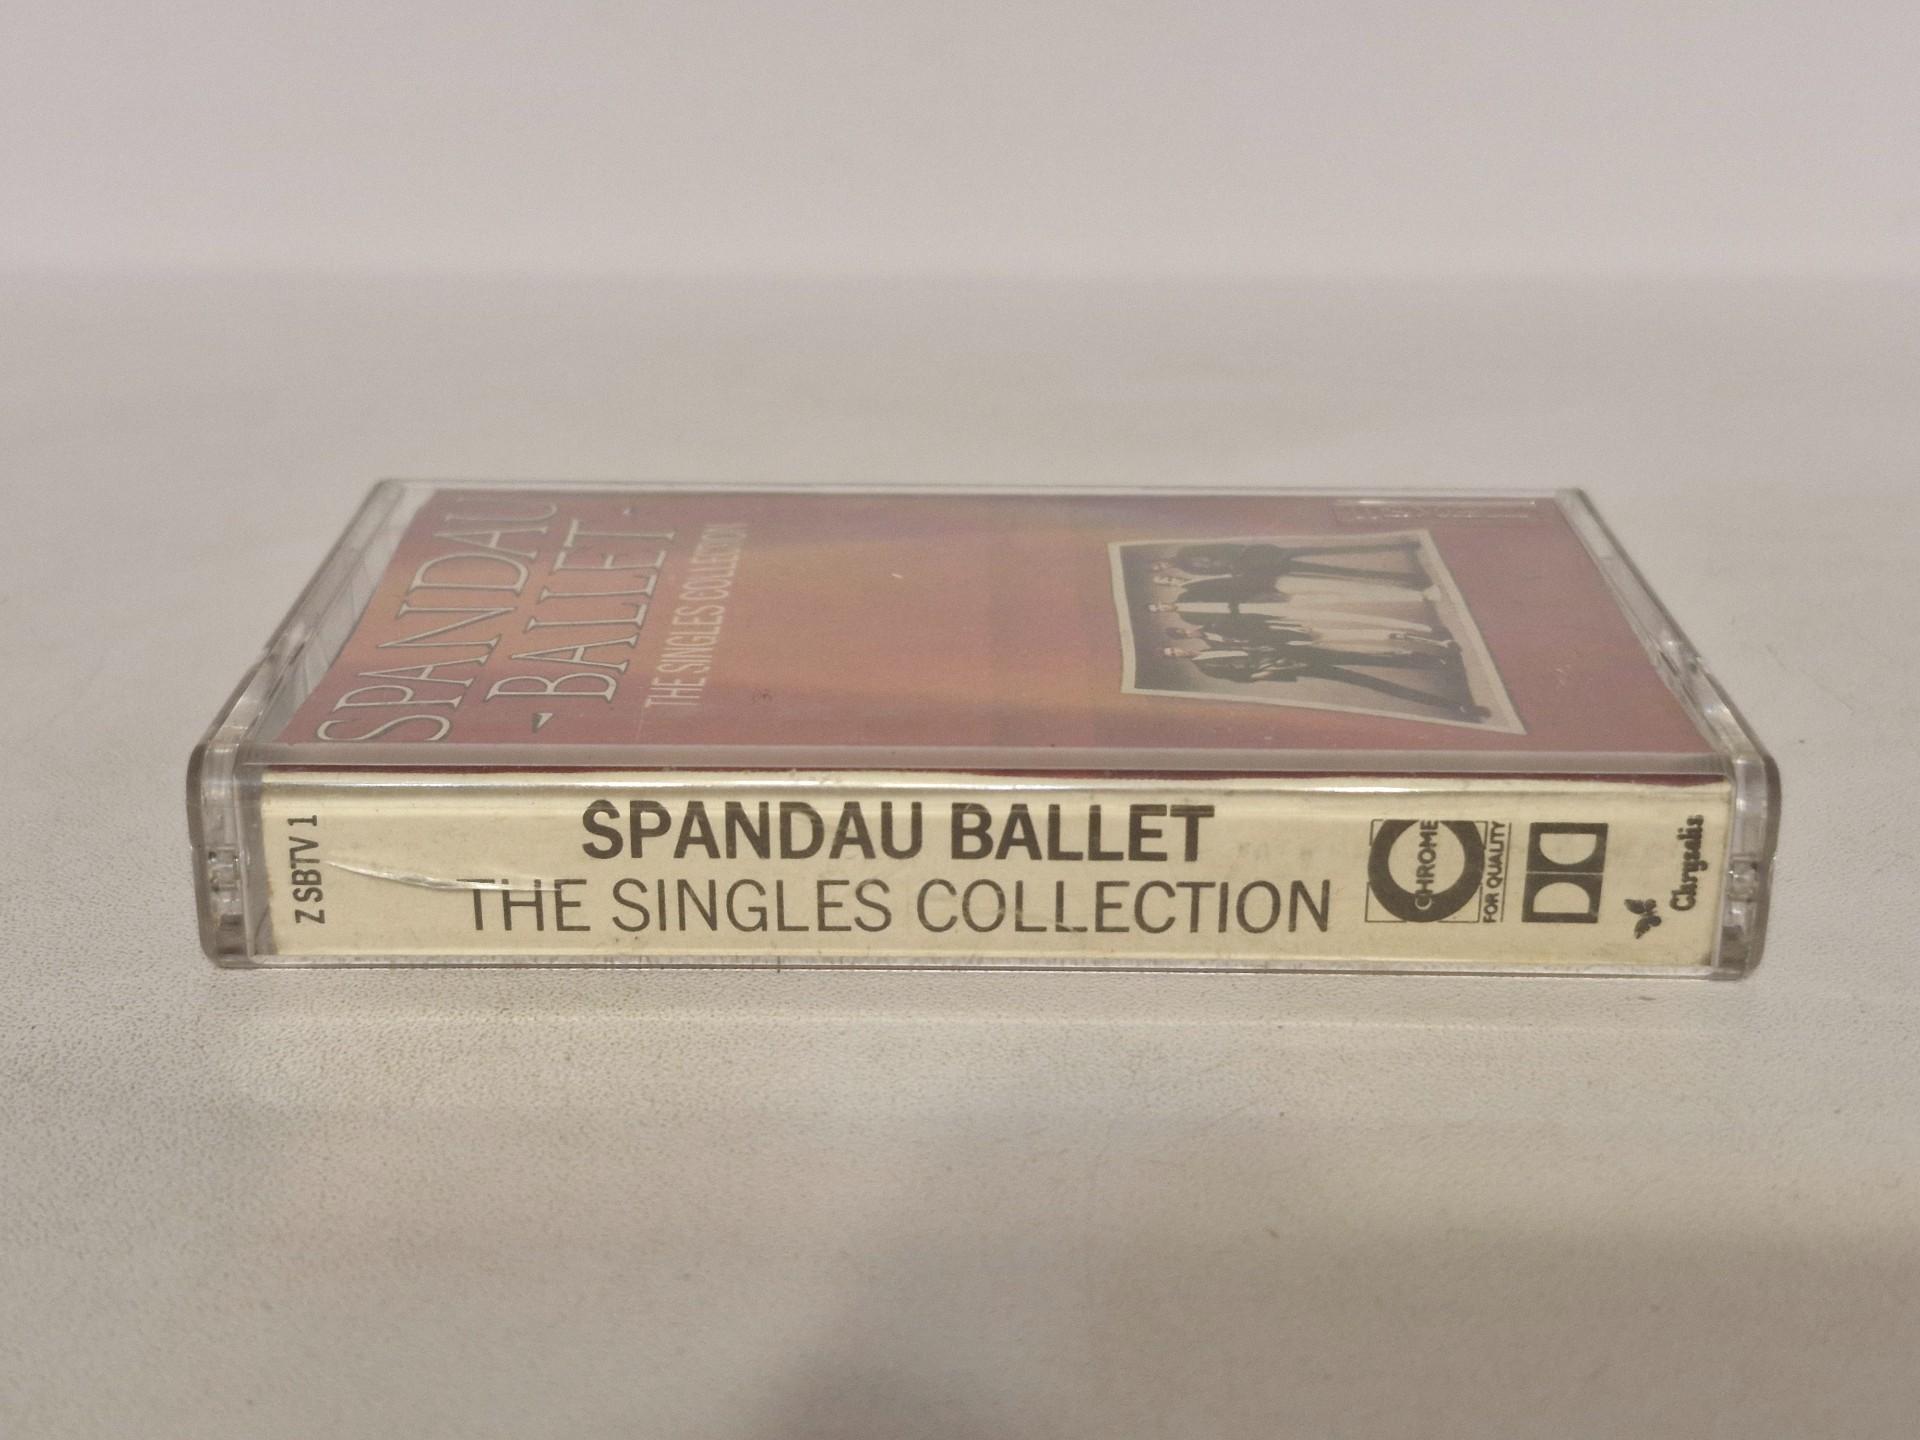 SPANDAU
BALLET
THE SINGLES COLLECTION
Z SBTV 1
SPANDAU BALLET
THE SINGLES COLLECTION
CHROME
FOR QUALITY
Chrysalis